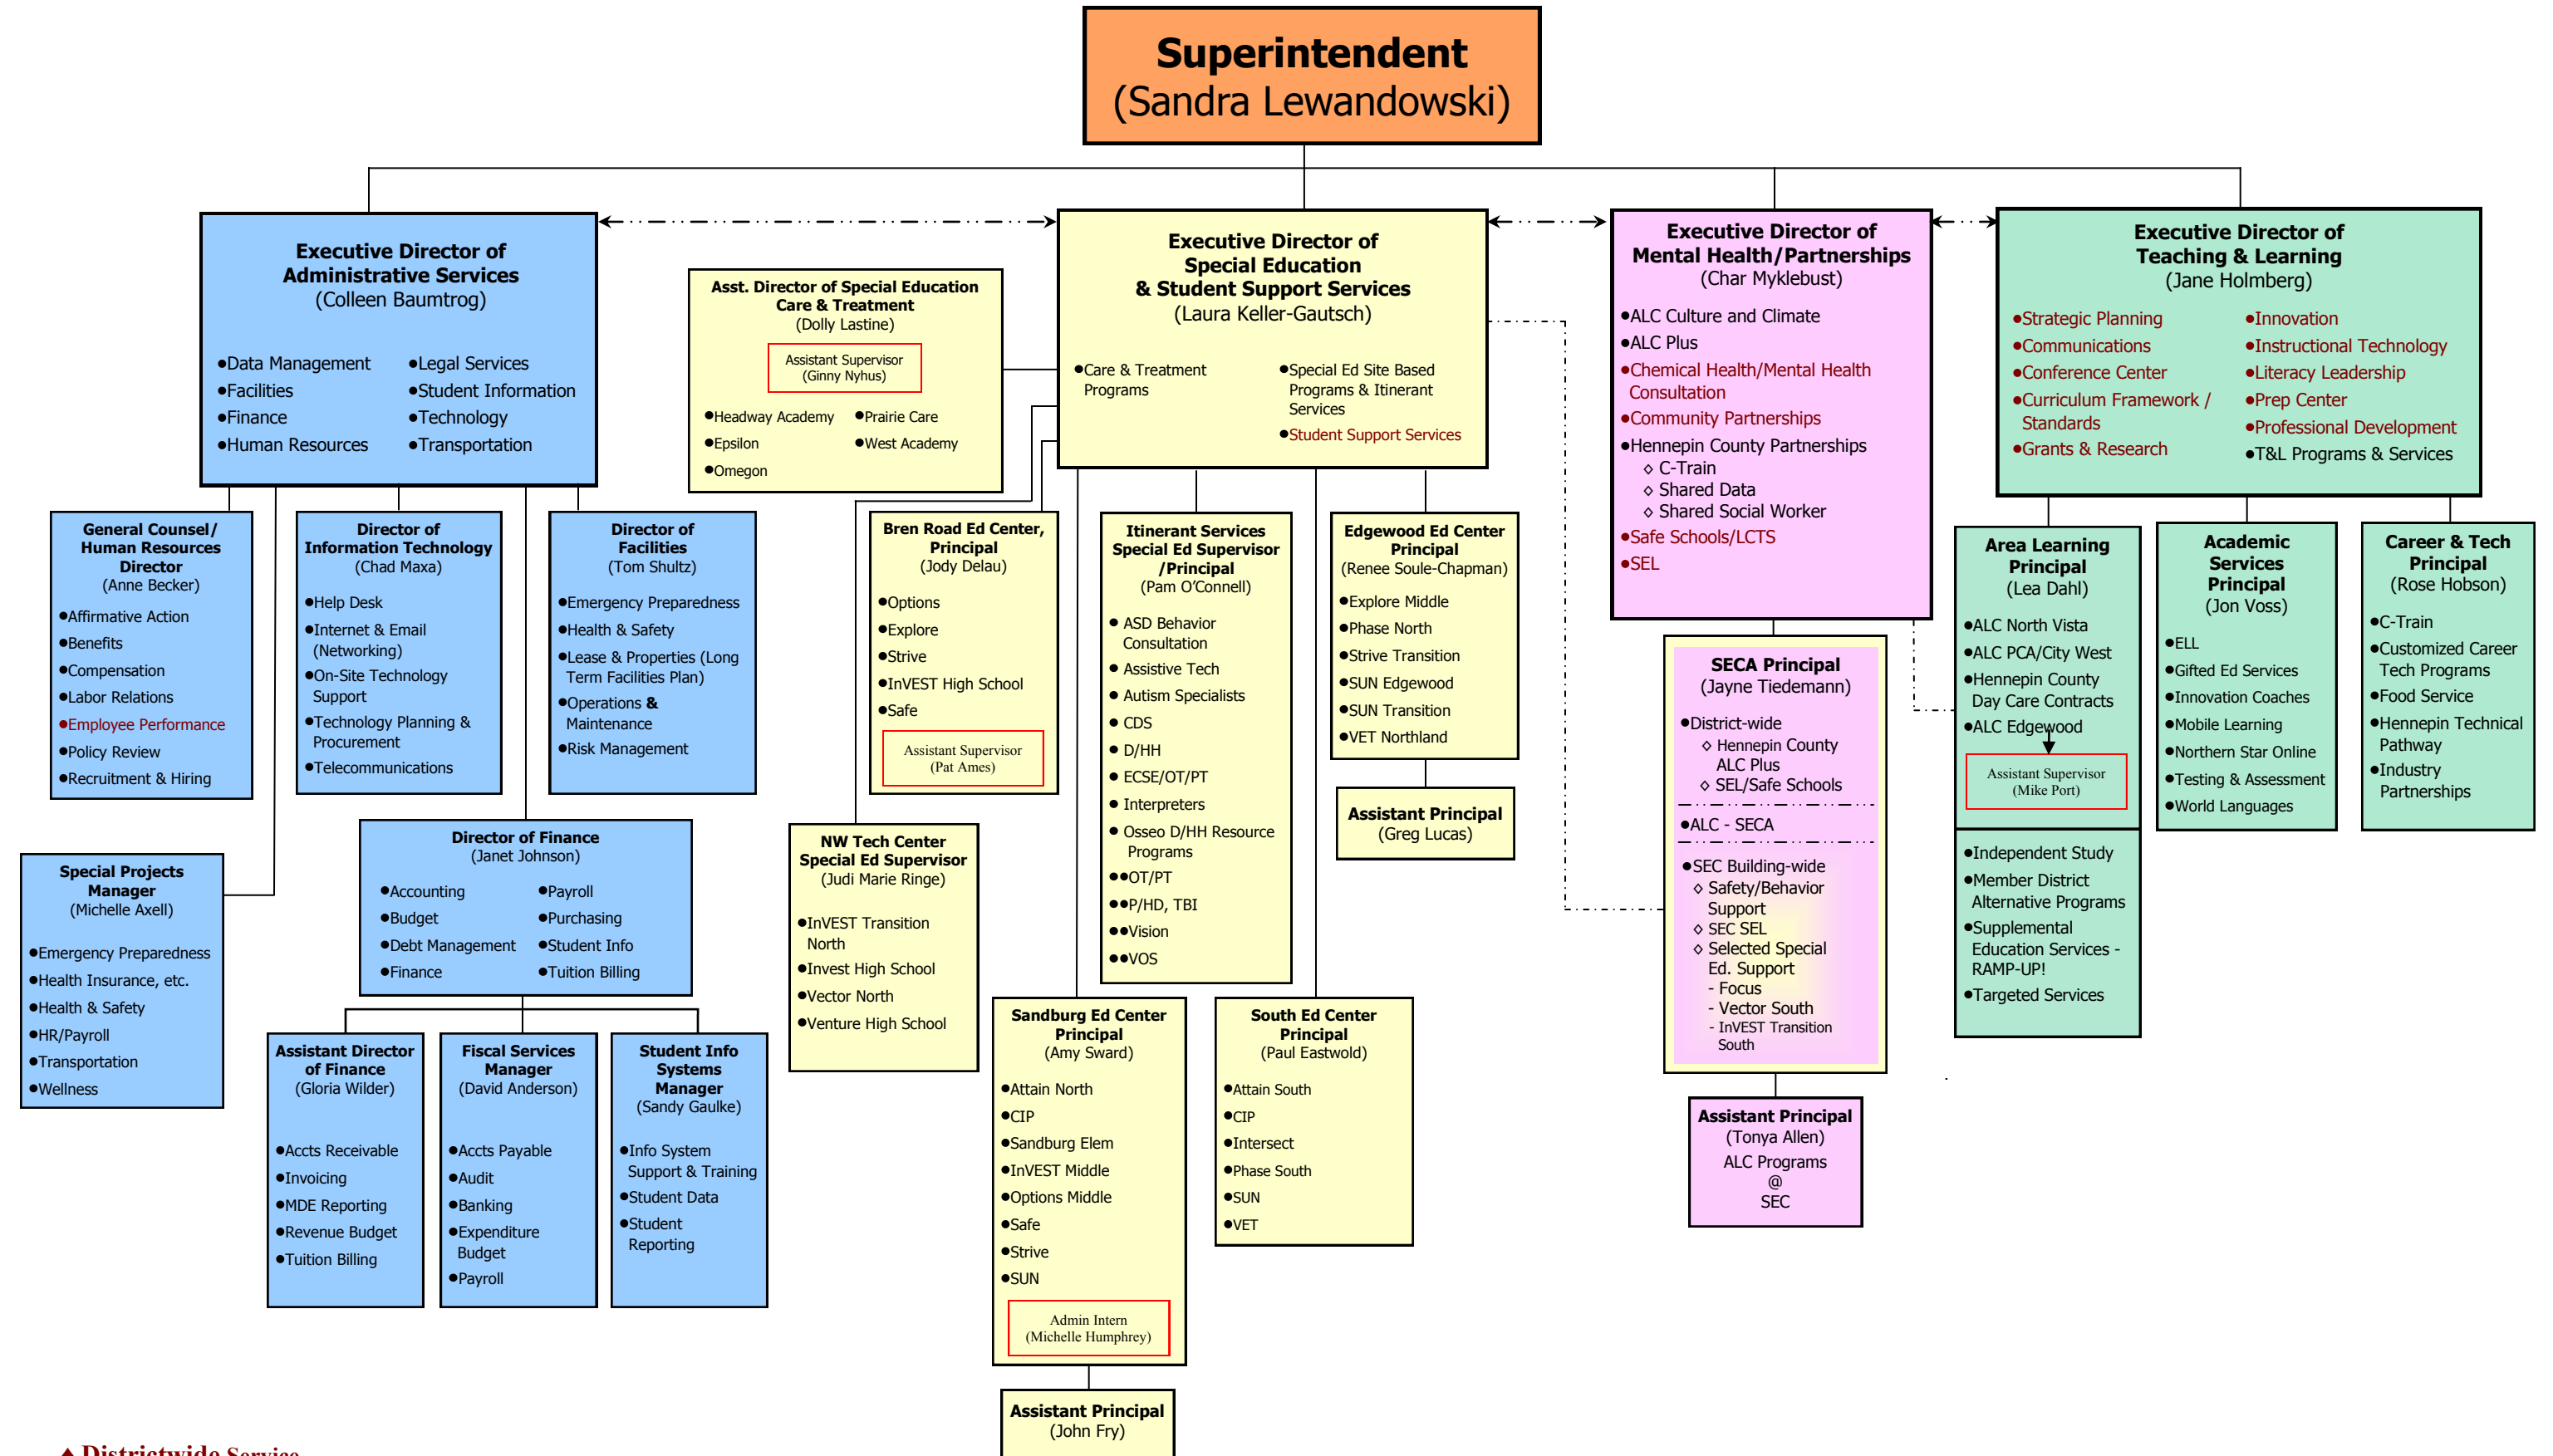 Superintendent
(Sandra Lewandowski)
Executive Director of
Administrative Services
(Colleen Baumtrog)
●Data Management
●Facilities
●Finance
●Human Resources
●Legal Services
●Student Information
●Technology
●Transportation
Asst. Director of Special Education
Care & Treatment
(Dolly Lastine)
Assistant Supervisor
(Ginny Nyhus)
●Headway Academy
●Epsilon
●Omegon
●Prairie Care
●West Academy
Executive Director of
Special Education
& Student Support Services
(Laura Keller-Gautsch)
●Care & Treatment
Programs
●Special Ed Site Based
Programs & Itinerant
Services
●Student Support Services
Executive Director of
Mental Health/Partnerships
(Char Myklebust)
●ALC Culture and Climate
●ALC Plus
●Chemical Health/Mental Health
Consultation
●Community Partnerships
●Hennepin County Partnerships
◊ C-Train
◊ Shared Data
◊ Shared Social Worker
●Safe Schools/LCTS
●SEL
Executive Director of
Teaching & Learning
(Jane Holmberg)
●Strategic Planning
●Communications
●Conference Center
●Curriculum Framework /
Standards
●Grants & Research
●Innovation
●Instructional Technology
●Literacy Leadership
●Prep Center
●Professional Development
●T&L Programs & Services
General Counsel/
Human Resources
Director
(Anne Becker)
●Affirmative Action
●Benefits
●Compensation
●Labor Relations
●Employee Performance
●Policy Review
●Recruitment & Hiring
Director of
Information Technology
(Chad Maxa)
●Help Desk
●Internet & Email
(Networking)
●On-Site Technology
Support
●Technology Planning &
Procurement
●Telecommunications
Director of
Facilities
(Tom Shultz)
●Emergency Preparedness
●Health & Safety
●Lease & Properties (Long
Term Facilities Plan)
●Operations &
Maintenance
●Risk Management
Bren Road Ed Center,
Principal
(Jody Delau)
●Options
●Explore
●Strive
●InVEST High School
●Safe
Assistant Supervisor
(Pat Ames)
Itinerant Services
Special Ed Supervisor
/Principal
(Pam O’Connell)
● ASD Behavior
Consultation
● Assistive Tech
● Autism Specialists
● CDS
● D/HH
● ECSE/OT/PT
● Interpreters
● Osseo D/HH Resource
Programs
●●OT/PT
●●P/HD, TBI
●●Vision
●●VOS
Edgewood Ed Center
Principal
(Renee Soule-Chapman)
●Explore Middle
●Phase North
●Strive Transition
●SUN Edgewood
●SUN Transition
●VET Northland
Assistant Principal
(Greg Lucas)
SECA Principal
(Jayne Tiedemann)
●District-wide
◊ Hennepin County
ALC Plus
◊ SEL/Safe Schools
●ALC - SECA
●SEC Building-wide
◊ Safety/Behavior
Support
◊ SEC SEL
◊ Selected Special
Ed. Support
- Focus
- Vector South
- InVEST Transition
South
Assistant Principal
(Tonya Allen)
ALC Programs
@
SEC
Area Learning
Principal
(Lea Dahl)
●ALC North Vista
●ALC PCA/City West
●Hennepin County
Day Care Contracts
●ALC Edgewood
Assistant Supervisor
(Mike Port)
●Independent Study
●Member District
Alternative Programs
●Supplemental
Education Services -
RAMP-UP!
●Targeted Services
Academic
Services
Principal
(Jon Voss)
●ELL
●Gifted Ed Services
●Innovation Coaches
●Mobile Learning
●Northern Star Online
●Testing & Assessment
●World Languages
Career & Tech
Principal
(Rose Hobson)
●C-Train
●Customized Career
Tech Programs
●Food Service
●Hennepin Technical
Pathway
●Industry
Partnerships
Special Projects
Manager
(Michelle Axell)
●Emergency Preparedness
●Health Insurance, etc.
●Health & Safety
●HR/Payroll
●Transportation
●Wellness
Director of Finance
(Janet Johnson)
●Accounting
●Budget
●Debt Management
●Finance
●Payroll
●Purchasing
●Student Info
●Tuition Billing
NW Tech Center
Special Ed Supervisor
(Judi Marie Ringe)
●InVEST Transition
North
●Invest High School
●Vector North
●Venture High School
Assistant Director
of Finance
(Gloria Wilder)
●Accts Receivable
●Invoicing
●MDE Reporting
●Revenue Budget
●Tuition Billing
Fiscal Services
Manager
(David Anderson)
●Accts Payable
●Audit
●Banking
●Expenditure
Budget
●Payroll
Student Info
Systems
Manager
(Sandy Gaulke)
●Info System
Support & Training
●Student Data
●Student
Reporting
Sandburg Ed Center
Principal
(Amy Sward)
●Attain North
●CIP
●Sandburg Elem
●InVEST Middle
●Options Middle
●Safe
●Strive
●SUN
Admin Intern
(Michelle Humphrey)
South Ed Center
Principal
(Paul Eastwold)
●Attain South
●CIP
●Intersect
●Phase South
●SUN
●VET
Assistant Principal
(John Fry)
♦ Districtwide Service